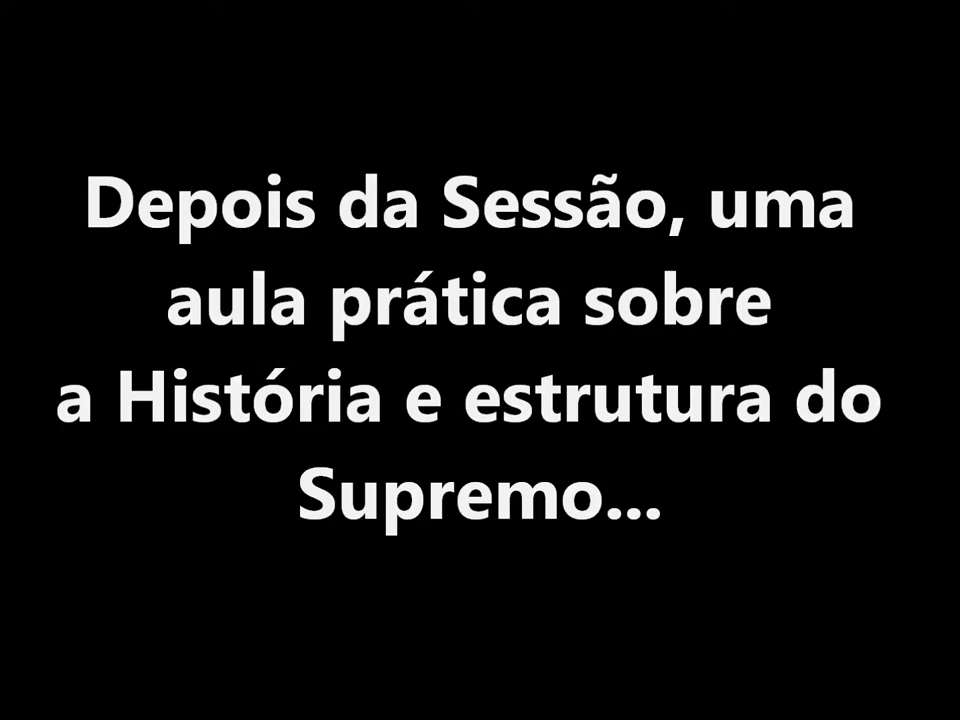 Depois da Sessão, uma
aula prática sobre
a História e estrutura do
Supremo...